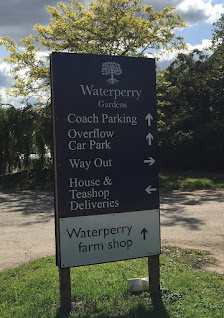 Waterperry
Gardens
Coach Parking
Overflow
Car Park
Way Out
House &
Teashop
Deliveries
Waterperry
farm shop